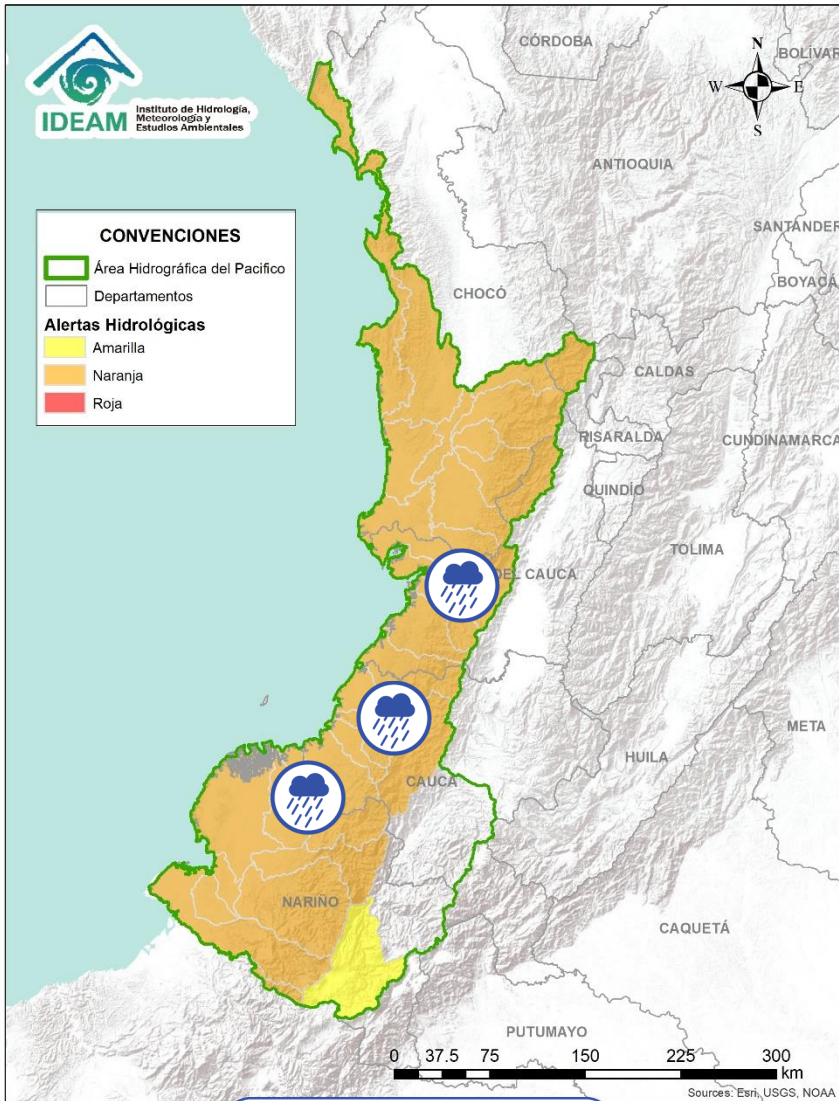 IDEAM
Instituto de Hidrología,
Meteorología y
Estudios Ambientales
CÓRDOBA
BOLÍVAR
N
W
E
S
ANTIOQUIA
SANTANDER
BOYACÁ
CONVENCIONES
Área Hidrográfica del Pacifico
Departamentos
Alertas Hidrológicas
Amarilla
Naranja
Roja
CHOCÓ
CALDAS
RISARALDA
CUNDINAMARCA
QUINDÍO
TOLIMA
DEL CAUCA
META
HUILA
CAUCA
NARIÑO
CAQUETÁ
PUTUMAYO
0 37.5 75 150 225 300
km
Sources: Esri, USGS, NOAA